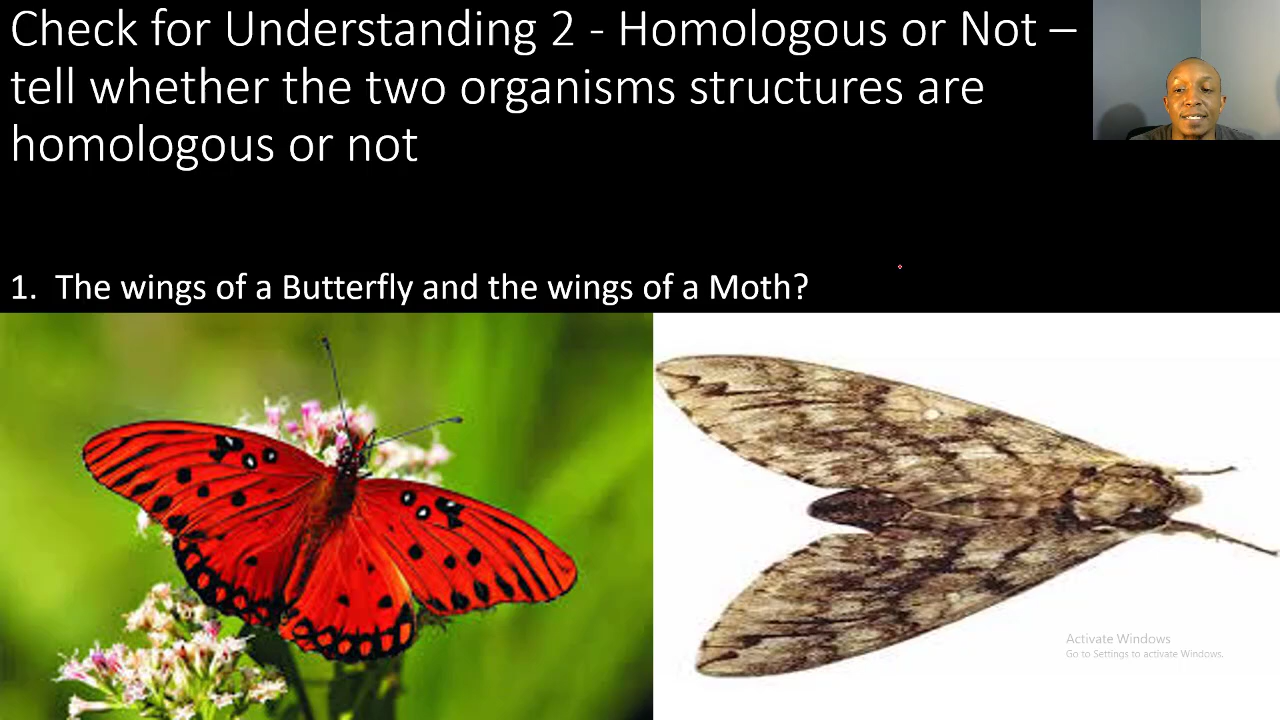 Check for Understanding 2 - Homologous or Not –
tell whether the two organisms structures are
homologous or not
1. The wings of a Butterfly and the wings of a Moth?
Activate Windows
Go to Settings to activate Windows.